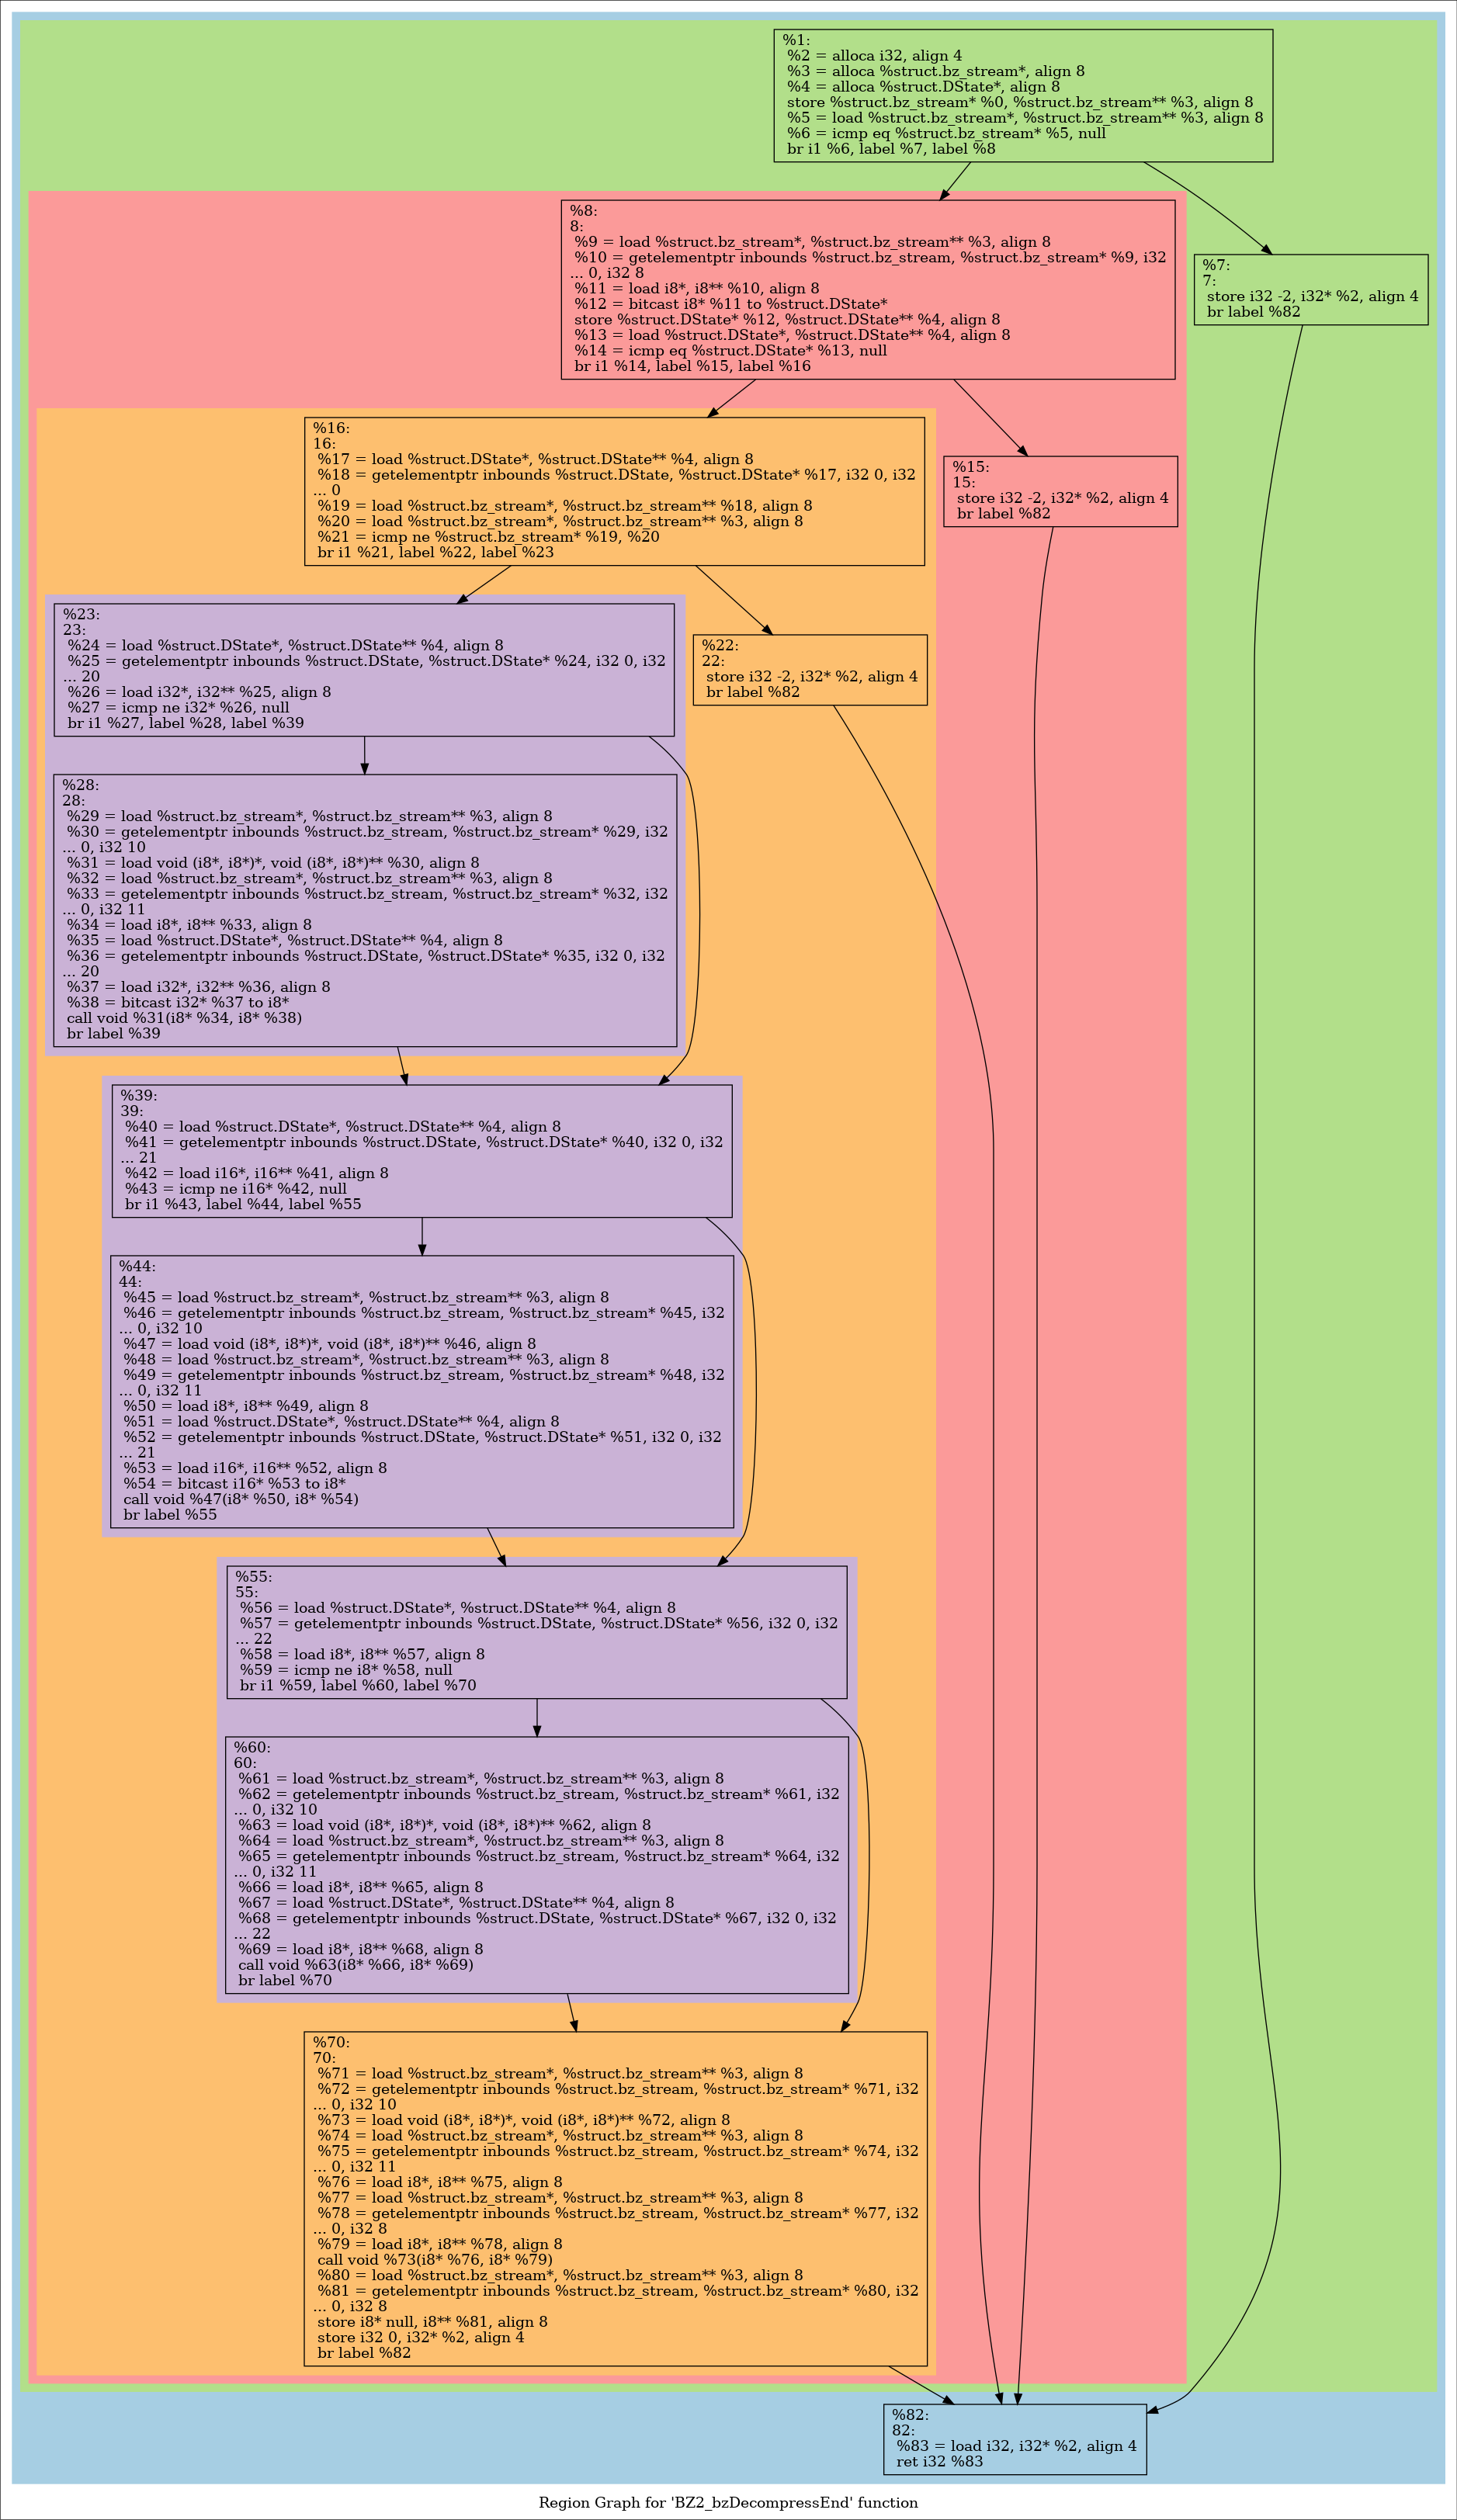 %1:
%2 = alloca i32, align 4
%3 = alloca %struct.bz_stream*, align 8
%4 = alloca %struct.DState*, align 8
store %struct.bz_stream* %0, %struct.bz_stream** %3, align 8
%5 = load %struct.bz_stream*, %struct.bz_stream** %3, align 8
%6 = icmp eq %struct.bz_stream* %5, null
br i1 %6, label %7, label %8
%8:
8:
%9 = load %struct.bz_stream*, %struct.bz_stream** %3, align 8
%10 = getelementptr inbounds %struct.bz_stream, %struct.bz_stream* %9, i32
... 0, i32 8
%11 = load i8*, i8** %10, align 8
%12 = bitcast i8* %11 to %struct.DState*
store %struct.DState* %12, %struct.DState** %4, align 8
%13 = load %struct.DState*, %struct.DState** %4, align 8
%14 = icmp eq %struct.DState* %13, null
br i1 %14, label %15, label %16
%7:
7:
store i32 -2, i32* %2, align 4
br label %82
%16:
16:
%17 = load %struct.DState*, %struct.DState** %4, align 8
%18 = getelementptr inbounds %struct.DState, %struct.DState* %17, i32 0, i32
... 0
%19 = load %struct.bz_stream*, %struct.bz_stream** %18, align 8
%20 = load %struct.bz_stream*, %struct.bz_stream** %3, align 8
%21 = icmp ne %struct.bz_stream* %19, %20
br i1 %21, label %22, label %23
%15:
15:
store i32 -2, i32* %2, align 4
br label %82
%23:
23:
%24 = load %struct.DState*, %struct.DState** %4, align 8
%25 = getelementptr inbounds %struct.DState, %struct.DState* %24, i32 0, i32
... 20
%26 = load i32*, i32** %25, align 8
%27 = icmp ne i32* %26, null
br i1 %27, label %28, label %39
%22:
22:
store i32 -2, i32* %2, align 4
br label %82
%28:
28:
%29 = load %struct.bz_stream*, %struct.bz_stream** %3, align 8
%30 = getelementptr inbounds %struct.bz_stream, %struct.bz_stream* %29, i32
... 0, i32 10
%31 = load void (i8*, i8*)*, void (i8*, i8*)** %30, align 8
%32 = load %struct.bz_stream*, %struct.bz_stream** %3, align 8
%33 = getelementptr inbounds %struct.bz_stream, %struct.bz_stream* %32, i32
... 0, i32 11
%34 = load i8*, i8** %33, align 8
%35 = load %struct.DState*, %struct.DState** %4, align 8
%36 = getelementptr inbounds %struct.DState, %struct.DState* %35, i32 0, i32
... 20
%37 = load i32*, i32** %36, align 8
%38 = bitcast i32* %37 to i8*
call void %31(i8* %34, i8* %38)
br label %39
%39:
39:
%40 = load %struct.DState*, %struct.DState** %4, align 8
%41 = getelementptr inbounds %struct.DState, %struct.DState* %40, i32 0, i32
... 21
%42 = load i16*, i16** %41, align 8
%43 = icmp ne i16* %42, null
br i1 %43, label %44, label %55
%44:
44:
%45 = load %struct.bz_stream*, %struct.bz_stream** %3, align 8
%46 = getelementptr inbounds %struct.bz_stream, %struct.bz_stream* %45, i32
... 0, i32 10
%47 = load void (i8*, i8*)*, void (i8*, i8*)** %46, align 8
%48 = load %struct.bz_stream*, %struct.bz_stream** %3, align 8
%49 = getelementptr inbounds %struct.bz_stream, %struct.bz_stream* %48, i32
... 0, i32 11
%50 = load i8*, i8** %49, align 8
%51 = load %struct.DState*, %struct.DState** %4, align 8
%52 = getelementptr inbounds %struct.DState, %struct.DState* %51, i32 0, i32
... 21
%53 = load i16*, i16** %52, align 8
%54 = bitcast i16* %53 to i8*
call void %47(i8* %50, i8* %54)
br label %55
%55:
55:
%56 = load %struct.DState*, %struct.DState** %4, align 8
%57 = getelementptr inbounds %struct.DState, %struct.DState* %56, i32 0, i32
... 22
%58 = load i8*, i8** %57, align 8
%59 = icmp ne i8* %58, null
br i1 %59, label %60, label %70
%60:
60:
%61 = load %struct.bz_stream*, %struct.bz_stream** %3, align 8
%62 = getelementptr inbounds %struct.bz_stream, %struct.bz_stream* %61, i32
... 0, i32 10
%63 = load void (i8*, i8*)*, void (i8*, i8*)** %62, align 8
%64 = load %struct.bz_stream*, %struct.bz_stream** %3, align 8
%65 = getelementptr inbounds %struct.bz_stream, %struct.bz_stream* %64, i32
... 0, i32 11
%66 = load i8*, i8** %65, align 8
%67 = load %struct.DState*, %struct.DState** %4, align 8
%68 = getelementptr inbounds %struct.DState, %struct.DState* %67, i32 0, i32
... 22
%69 = load i8*, i8** %68, align 8
call void %63(i8* %66, i8* %69)
br label %70
%70:
70:
%71 = load %struct.bz_stream*, %struct.bz_stream** %3, align 8
%72 = getelementptr inbounds %struct.bz_stream, %struct.bz_stream* %71, i32
... 0, i32 10
%73 = load void (i8*, i8*)*, void (i8*, i8*)** %72, align 8
%74 = load %struct.bz_stream*, %struct.bz_stream** %3, align 8
%75 = getelementptr inbounds %struct.bz_stream, %struct.bz_stream* %74, i32
... 0, i32 11
%76 = load i8*, i8** %75, align 8
%77 = load %struct.bz_stream*, %struct.bz_stream** %3, align 8
%78 = getelementptr inbounds %struct.bz_stream, %struct.bz_stream* %77, i32
... 0, i32 8
%79 = load i8*, i8** %78, align 8
call void %73(i8* %76, i8* %79)
%80 = load %struct.bz_stream*, %struct.bz_stream** %3, align 8
%81 = getelementptr inbounds %struct.bz_stream, %struct.bz_stream* %80, i32
... 0, i32 8
store i8* null, i8** %81, align 8
store i32 0, i32* %2, align 4
br label %82
%82:
82:
%83 = load i32, i32* %2, align 4
ret i32 %83
Region Graph for 'BZ2_bzDecompressEnd' function